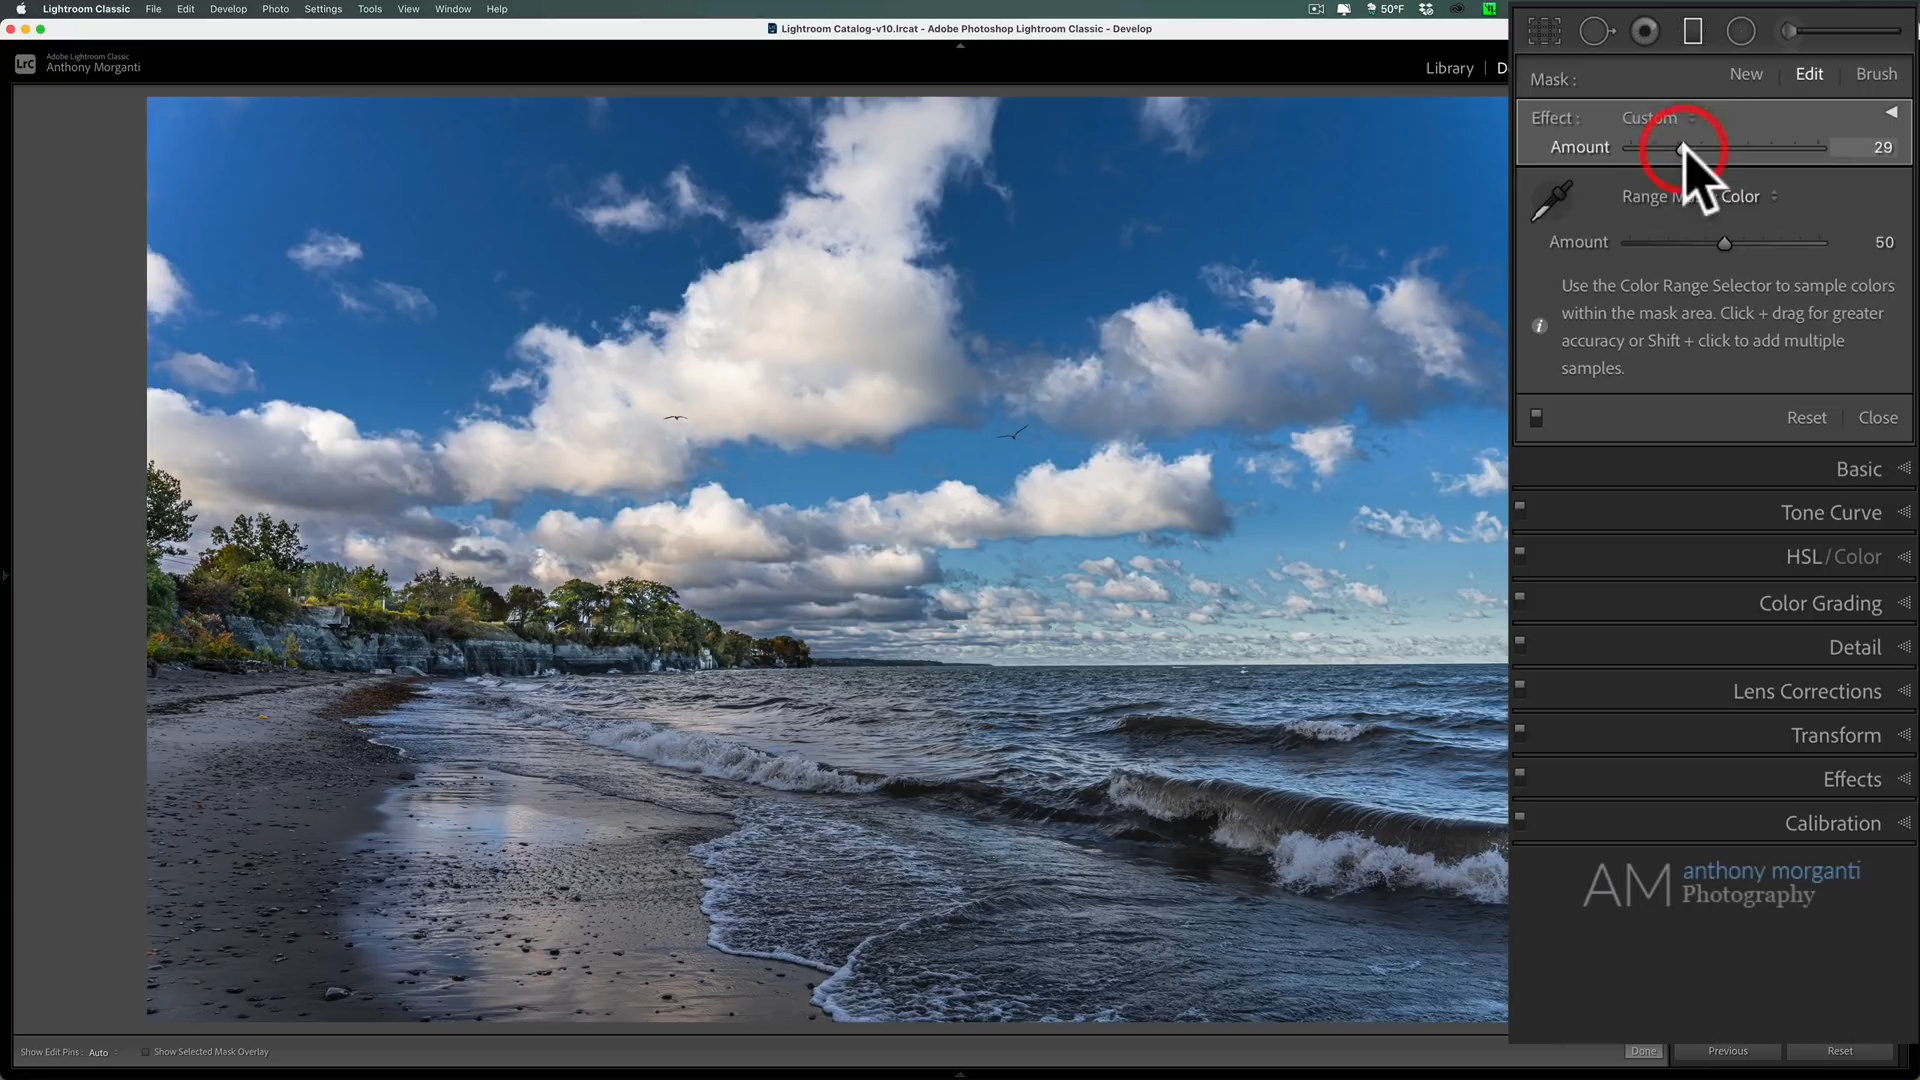 Lightroom Classic File Edit Develop Photo Settings Tools View Window Help 50°F
Lightroom Catalog-v10.lrcat - Adobe Photoshop Lightroom Classic - Develop
LrC
Adobe Lightroom Classic
Anthony Morganti
Library | D
Mask : New Edit Brush
Effect : Custom
Amount 29
Range Color
Amount 50
Use the Color Range Selector to sample colors
within the mask area. Click + drag for greater
accuracy or Shift + click to add multiple
samples.
Reset Close
Basic
Tone Curve
HSL / Color
Color Grading
Detail
Lens Corrections
Transform
Effects
Calibration
AM anthony morganti
Photography
Show Edit Pins : Auto Show Selected Mask Overlay Done Previous Reset